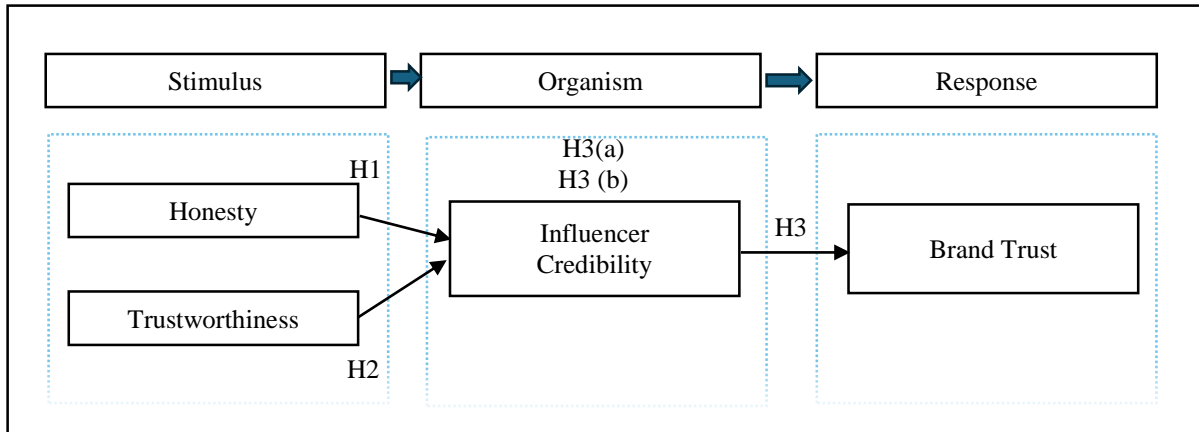 Stimulus
Organism
Response
H3(a)
H3 (b)
H1
Honesty
Influencer
Credibility
H3
Brand Trust
Trustworthiness
H2